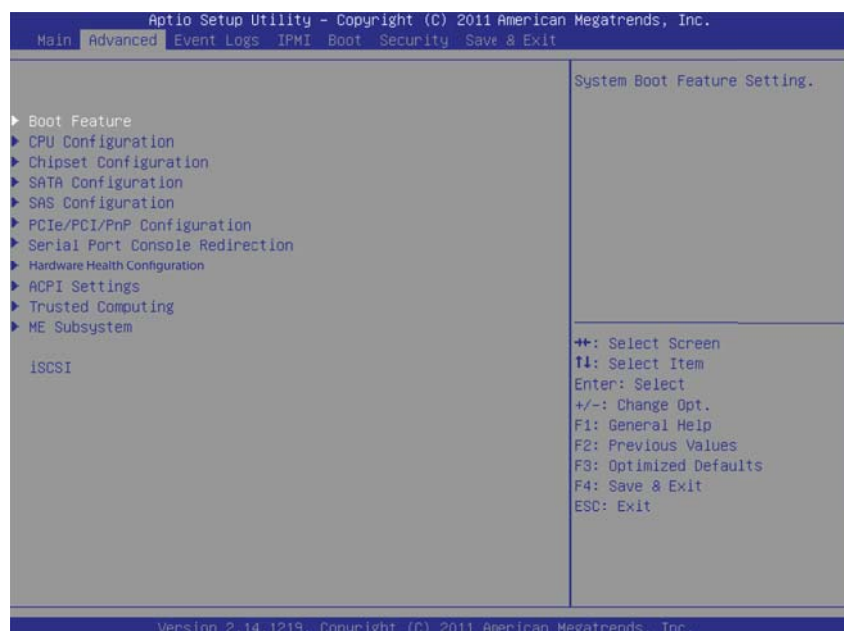 Aptio Setup Utility – Copyright (C) 2011 American Megatrends, Inc.
Main Advanced Event Logs IPMI Boot Security Save & Exit
System Boot Feature Setting.
▶ Boot Feature
▶ CPU Configuration
▶ Chipset Configuration
▶ SATA Configuration
▶ SAS Configuration
▶ PCIe/PCI/PnP Configuration
▶ Serial Port Console Redirection
▶ Hardware Health Configuration
▶ ACPI Settings
▶ Trusted Computing
▶ ME Subsystem
iSCSI
→←: Select Screen
↑↓: Select Item
Enter: Select
+/-: Change Opt.
F1: General Help
F2: Previous Values
F3: Optimized Defaults
F4: Save & Exit
ESC: Exit
Version 2.14.1219. Copyright (C) 2011 American Megatrends, Inc.